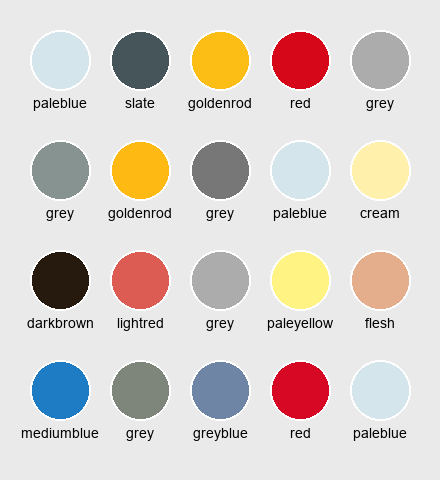 paleblue slate goldenrod red grey
grey goldenrod grey paleblue cream
darkbrown lightred grey paleyellow flesh
mediumblue grey greyblue red paleblue